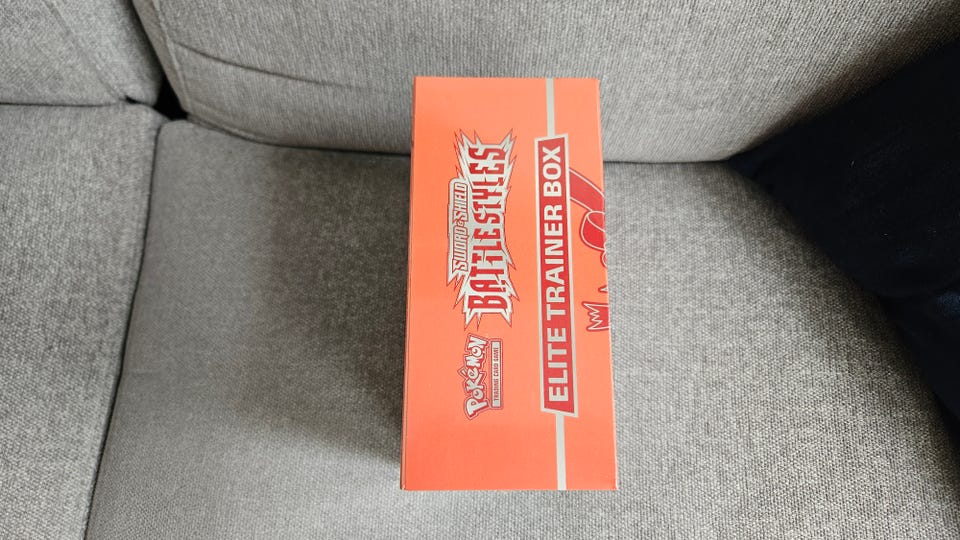 Pokémon
TRADING CARD GAME
SWORD & SHIELD
BATTLE STYLES
ELITE TRAINER BOX